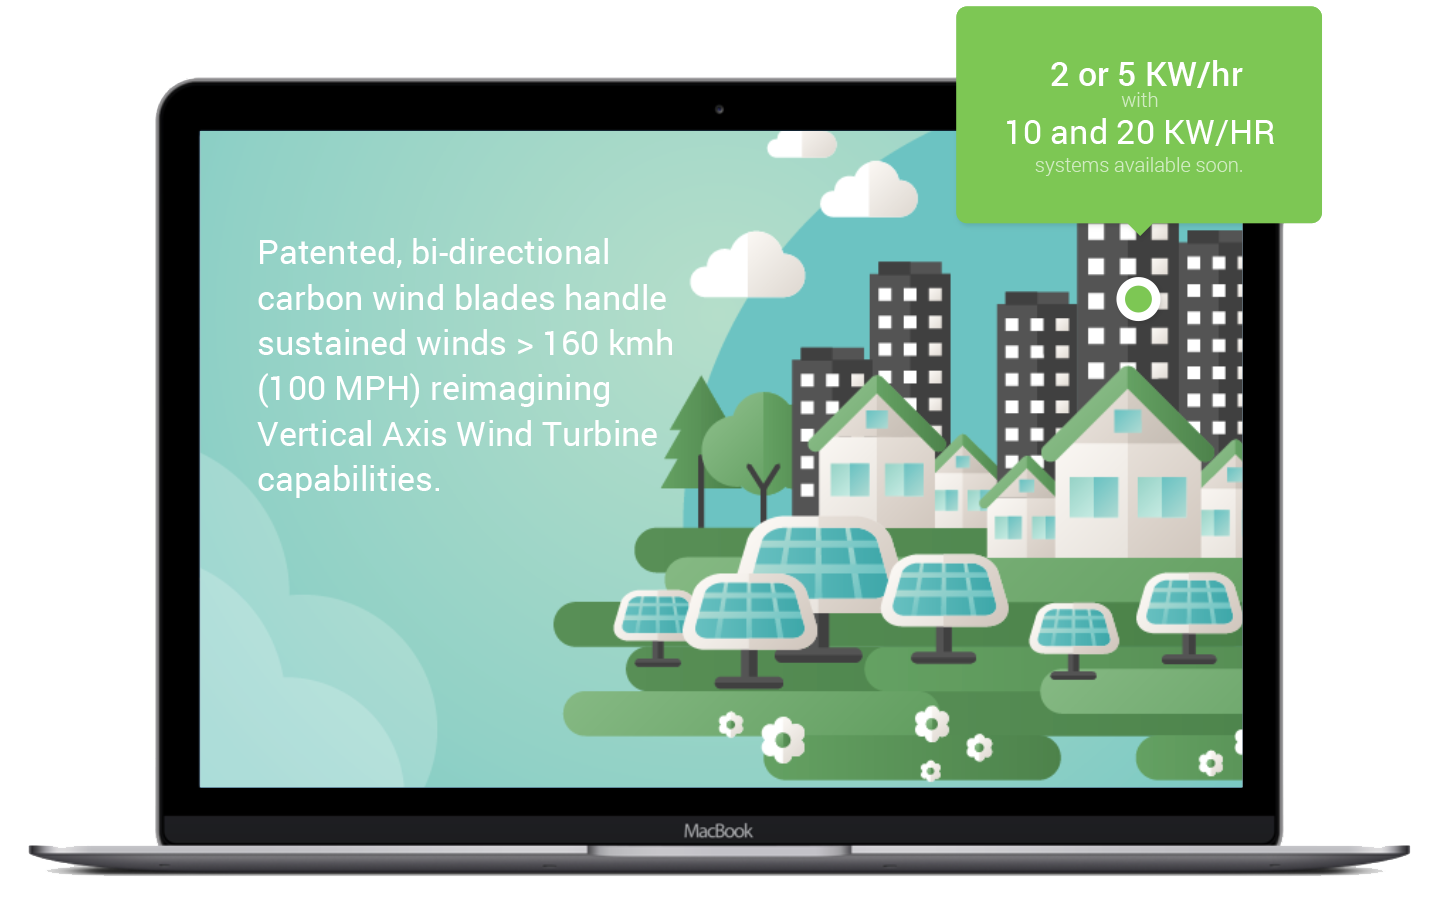 2 or 5 KW/hr
with
10 and 20 KW/HR
systems available soon.
Patented, bi-directional
carbon wind blades handle
sustained winds > 160 kmh
(100 MPH) reimagining
Vertical Axis Wind Turbine
capabilities.
MacBook